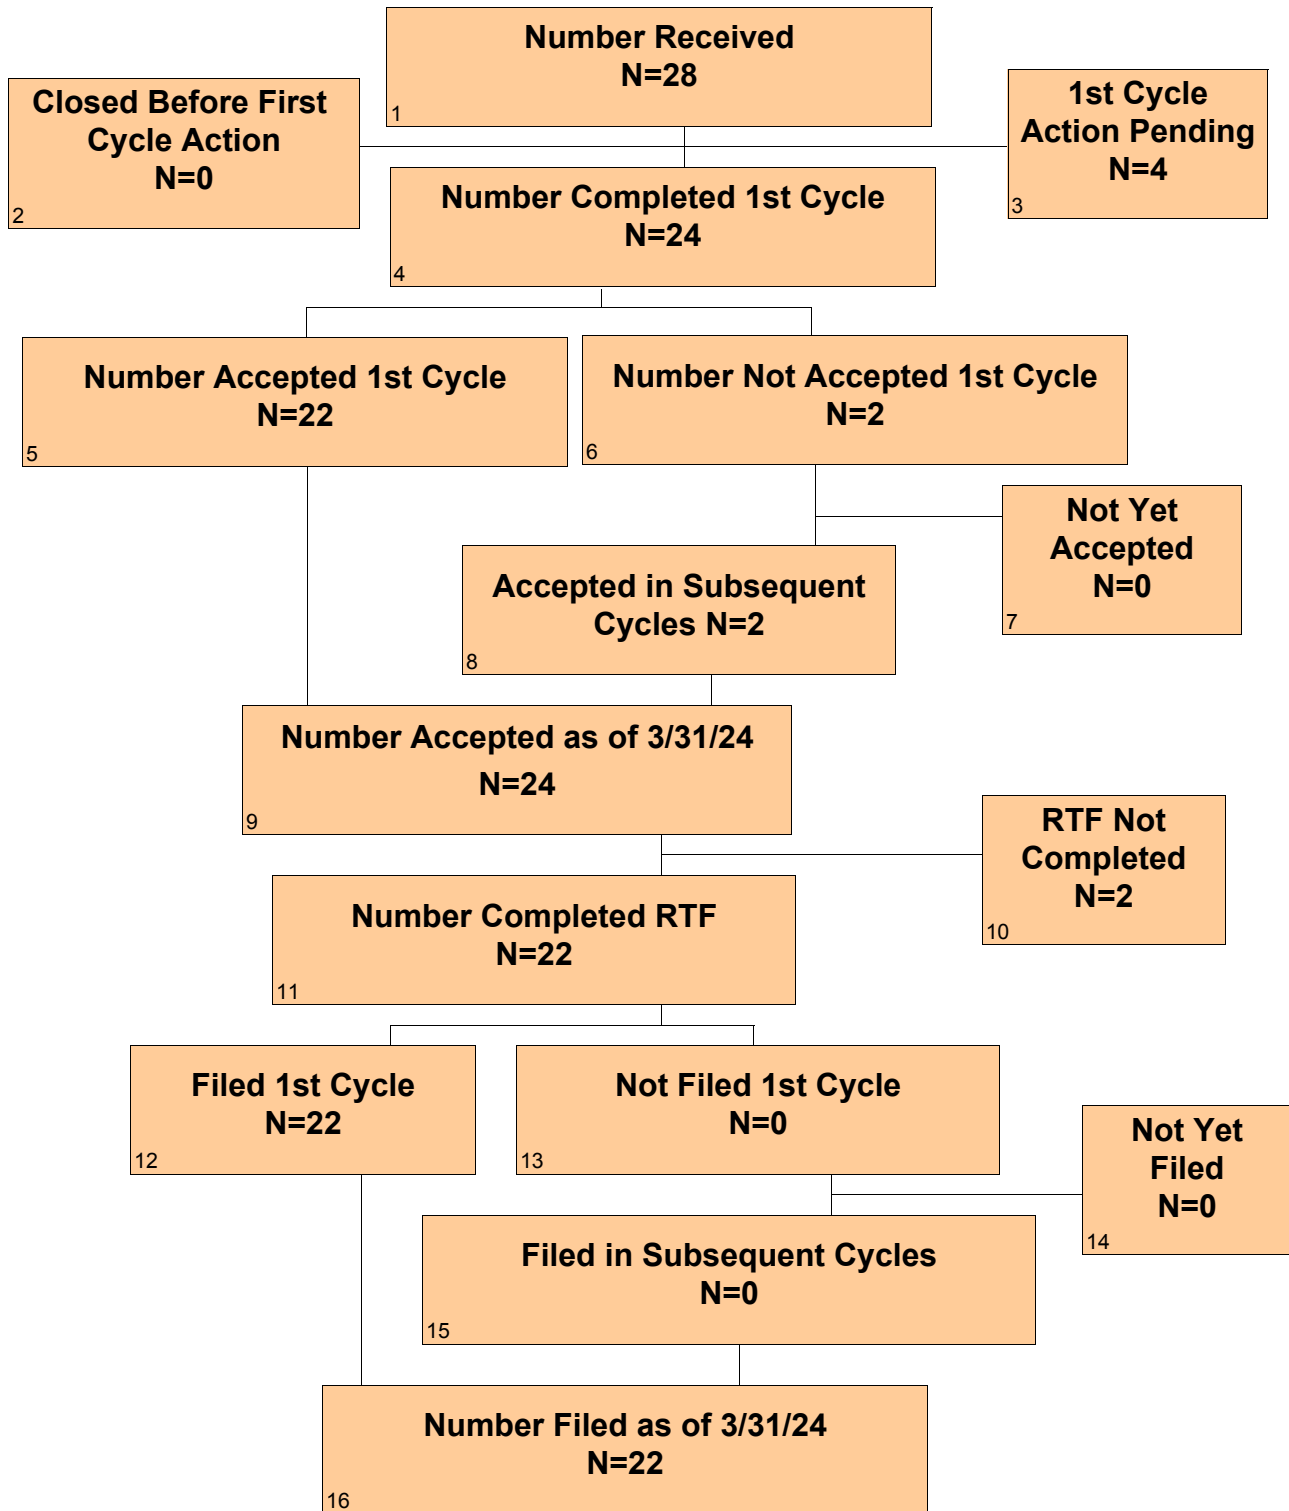 Number Received
N=28
1
Closed Before First
Cycle Action
N=0
2
1st Cycle
Action Pending
N=4
3
Number Completed 1st Cycle
N=24
4
Number Accepted 1st Cycle
N=22
5
Number Not Accepted 1st Cycle
N=2
6
Not Yet
Accepted
N=0
7
Accepted in Subsequent
Cycles N=2
8
Number Accepted as of 3/31/24
N=24
9
RTF Not
Completed
N=2
10
Number Completed RTF
N=22
11
Filed 1st Cycle
N=22
12
Not Filed 1st Cycle
N=0
13
Not Yet
Filed
N=0
14
Filed in Subsequent Cycles
N=0
15
Number Filed as of 3/31/24
N=22
16